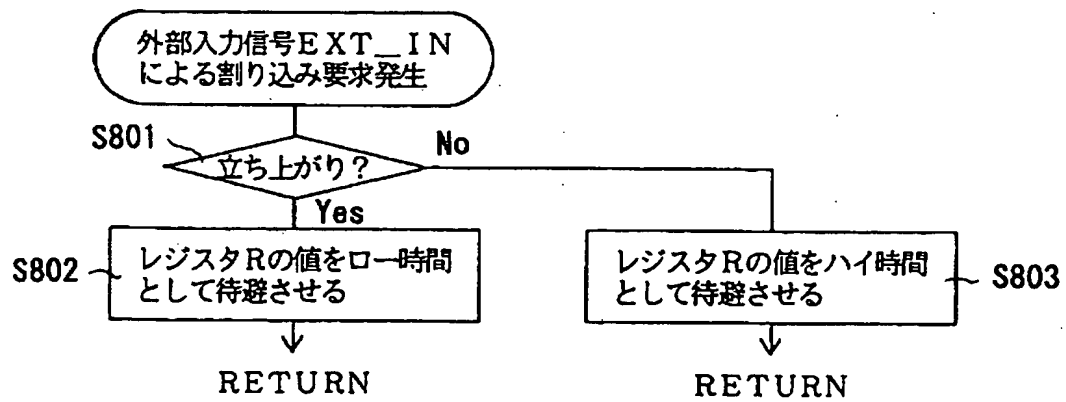 外部入力信号EXT_IN
による割り込み要求発生
S801
立ち上がり?
No
Yes
S802
レジスタRの値をロー時間
として待避させる
レジスタRの値をハイ時間
として待避させる
S803
RETURN
RETURN